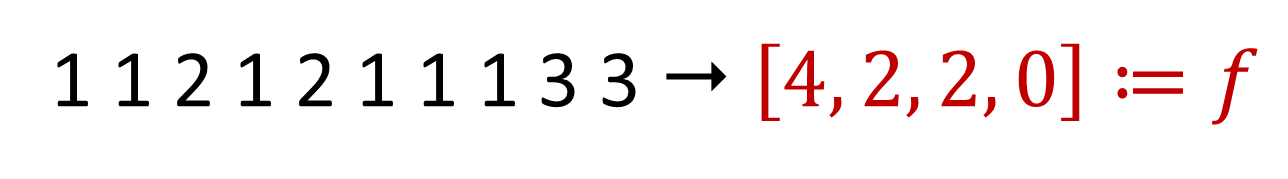 1 1 2 1 2 1 1 1 3 3 → [4, 2, 2, 0] := f